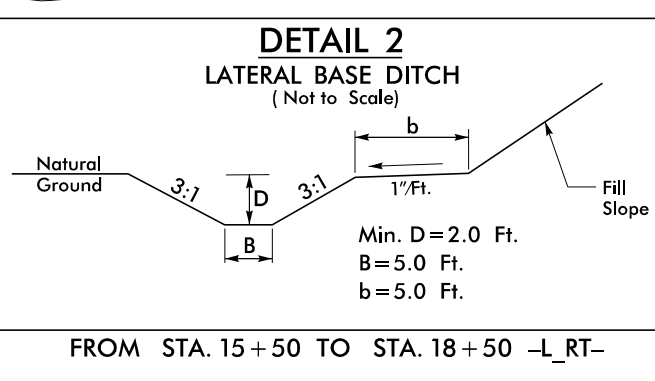 DETAIL 2
LATERAL BASE DITCH
( Not to Scale)
b
Natural
Ground
3:1
D
3:1
1"/Ft.
Fill
Slope
B
Min. D=2.0 Ft.
B=5.0 Ft.
b=5.0 Ft.
FROM STA. 15+50 TO STA. 18+50 -L_RT-